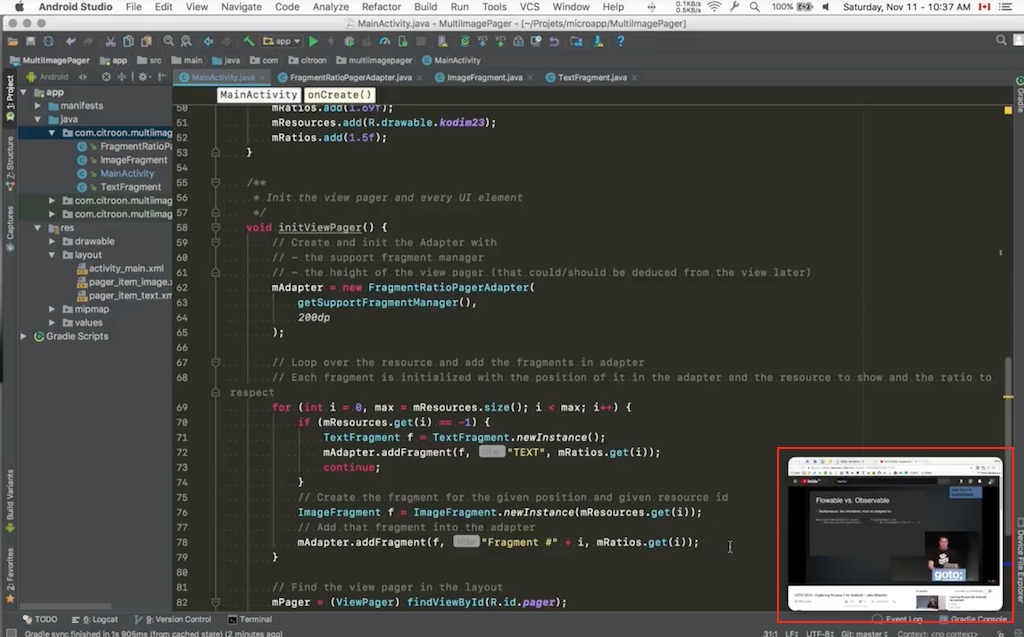 Android Studio File Edit View Navigate Code Analyze Refactor Build Run Tools VCS Window Help 0.1KB/s 0.5KB/s 100% Saturday, Nov 11 - 10:37 AM
MainActivity.java - MultiImagePager - [~/Projets/microapp/MultiImagePager]
app
MultiImagePager app src main java com citroon multiimagepager MainActivity
Android MainActivity.java FragmentRatioPagerAdapter.java ImageFragment.java TextFragment.java
MainActivity onCreate()
1: Project
Z: Structure
Captures
Build Variants
2: Favorites
app
manifests
java
com.citroon.multiimag
FragmentRatioPa
ImageFragment
MainActivity
TextFragment
com.citroon.multiimag
com.citroon.multiimag
res
drawable
layout
activity_main.xml
pager_item_image.x
pager_item_text.xm
mipmap
values
Gradle Scripts
50 mRatios.add(1.69f);
51 mResources.add(R.drawable.kodim23);
52 mRatios.add(1.5f);
53 }
54
55 /**
56 * Init the view pager and every UI element
57 */
58 void initViewPager() {
59 // Create and init the Adapter with
60 // - the support fragment manager
61 // - the height of the view pager (that could/should be deduced from the view later)
62 mAdapter = new FragmentRatioPagerAdapter(
63 getSupportFragmentManager(),
64 200dp
65 );
66
67 // Loop over the resource and add the fragments in adapter
68 // Each fragment is initialized with the position of it in the adapter and the resource to show and the ratio to
respect
69 for (int i = 0, max = mResources.size(); i < max; i++) {
70 if (mResources.get(i) == -1) {
71 TextFragment f = TextFragment.newInstance();
72 mAdapter.addFragment(f, title: "TEXT", mRatios.get(i));
73 continue;
74 }
75 // Create the fragment for the given position and given resource id
76 ImageFragment f = ImageFragment.newInstance(mResources.get(i));
77 // Add that fragment into the adapter
78 mAdapter.addFragment(f, title: "Fragment #" + i, mRatios.get(i));
79 }
80
81 // Find the view pager in the layout
82 mPager = (ViewPager) findViewById(R.id.pager);
Gradle
Device File Explorer
Flowable vs. Observable
goto;
TODO 6: Logcat 9: Version Control Terminal Event Log Gradle Console
Gradle sync finished in 1s 905ms (from cached state) (2 minutes ago) 31:1 LF÷ UTF-8÷ Git: master÷ Context: <no context>